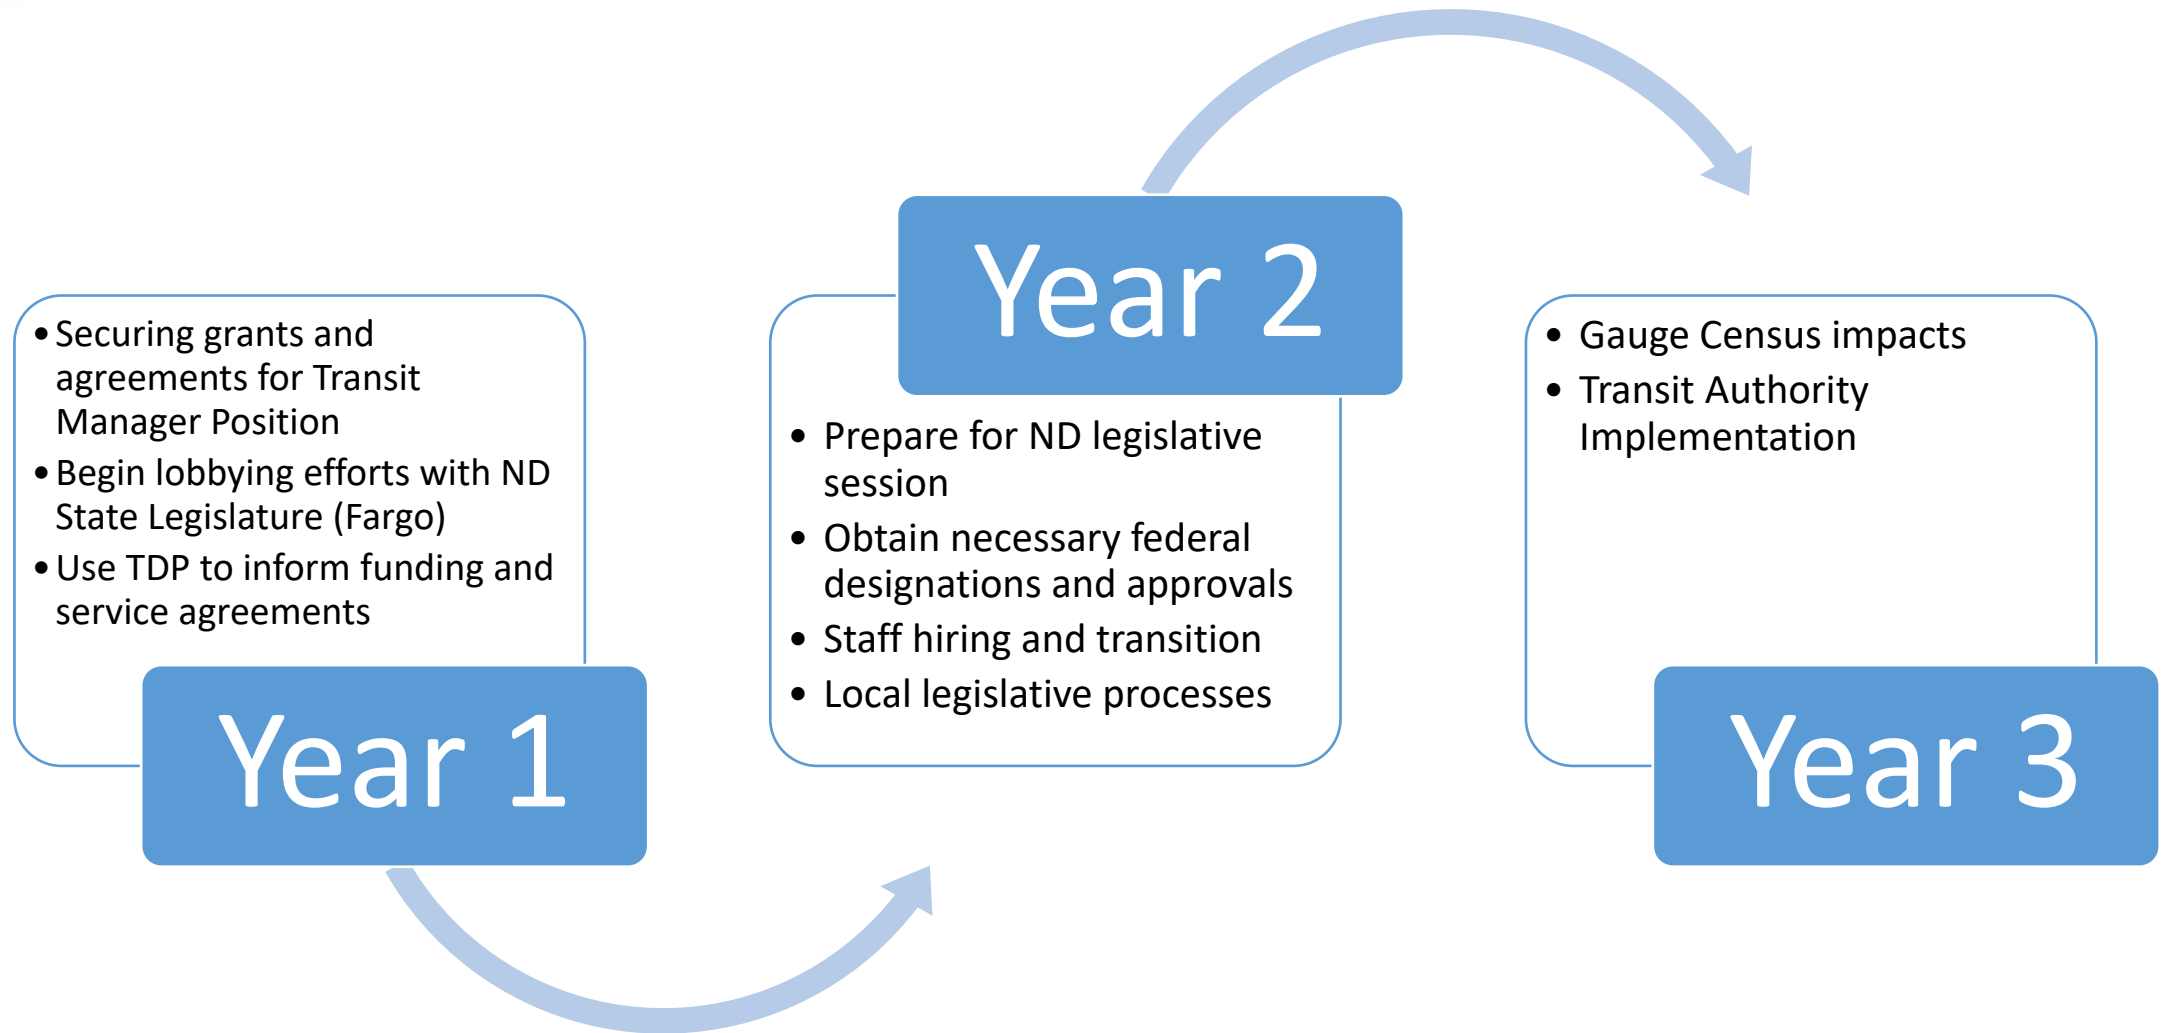 • Securing grants and
agreements for Transit
Manager Position
• Begin lobbying efforts with ND
State Legislature (Fargo)
• Use TDP to inform funding and
service agreements
Year 1
Year 2
• Prepare for ND legislative
session
• Obtain necessary federal
designations and approvals
• Staff hiring and transition
• Local legislative processes
• Gauge Census impacts
• Transit Authority
Implementation
Year 3